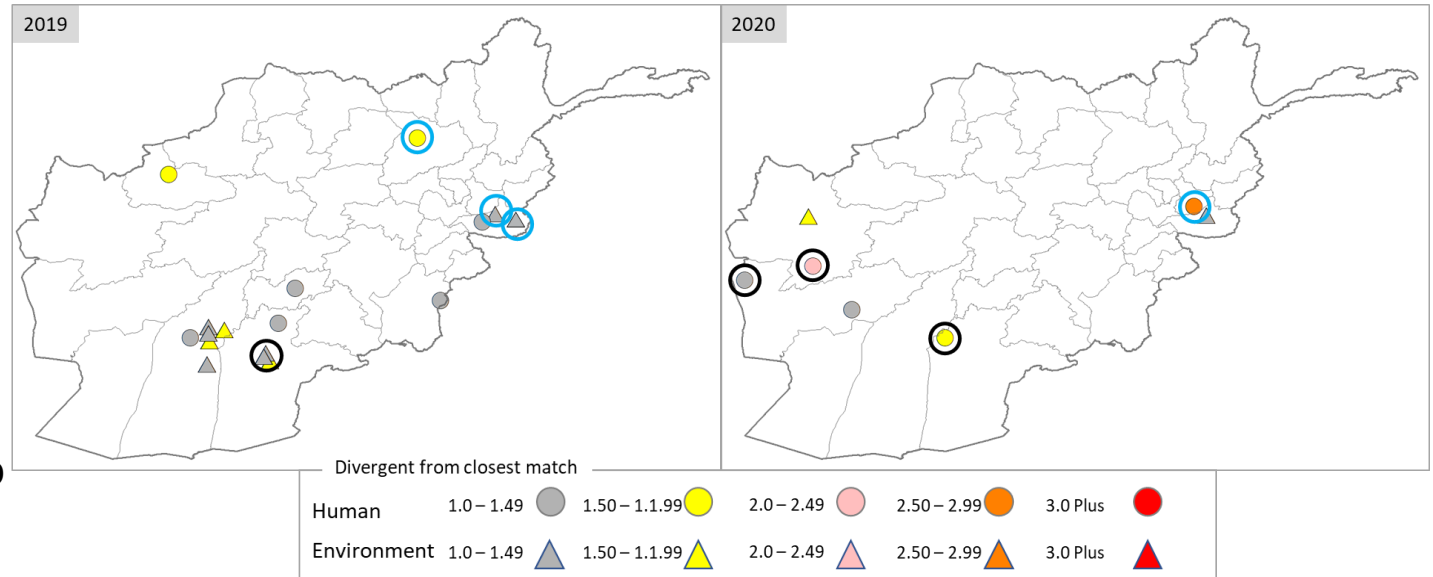 2019
2020
Divergent from closest match
Human 1.0 – 1.49 1.50 – 1.1.99 2.0 – 2.49 2.50 – 2.99 3.0 Plus
Environment 1.0 – 1.49 1.50 – 1.1.99 2.0 – 2.49 2.50 – 2.99 3.0 Plus